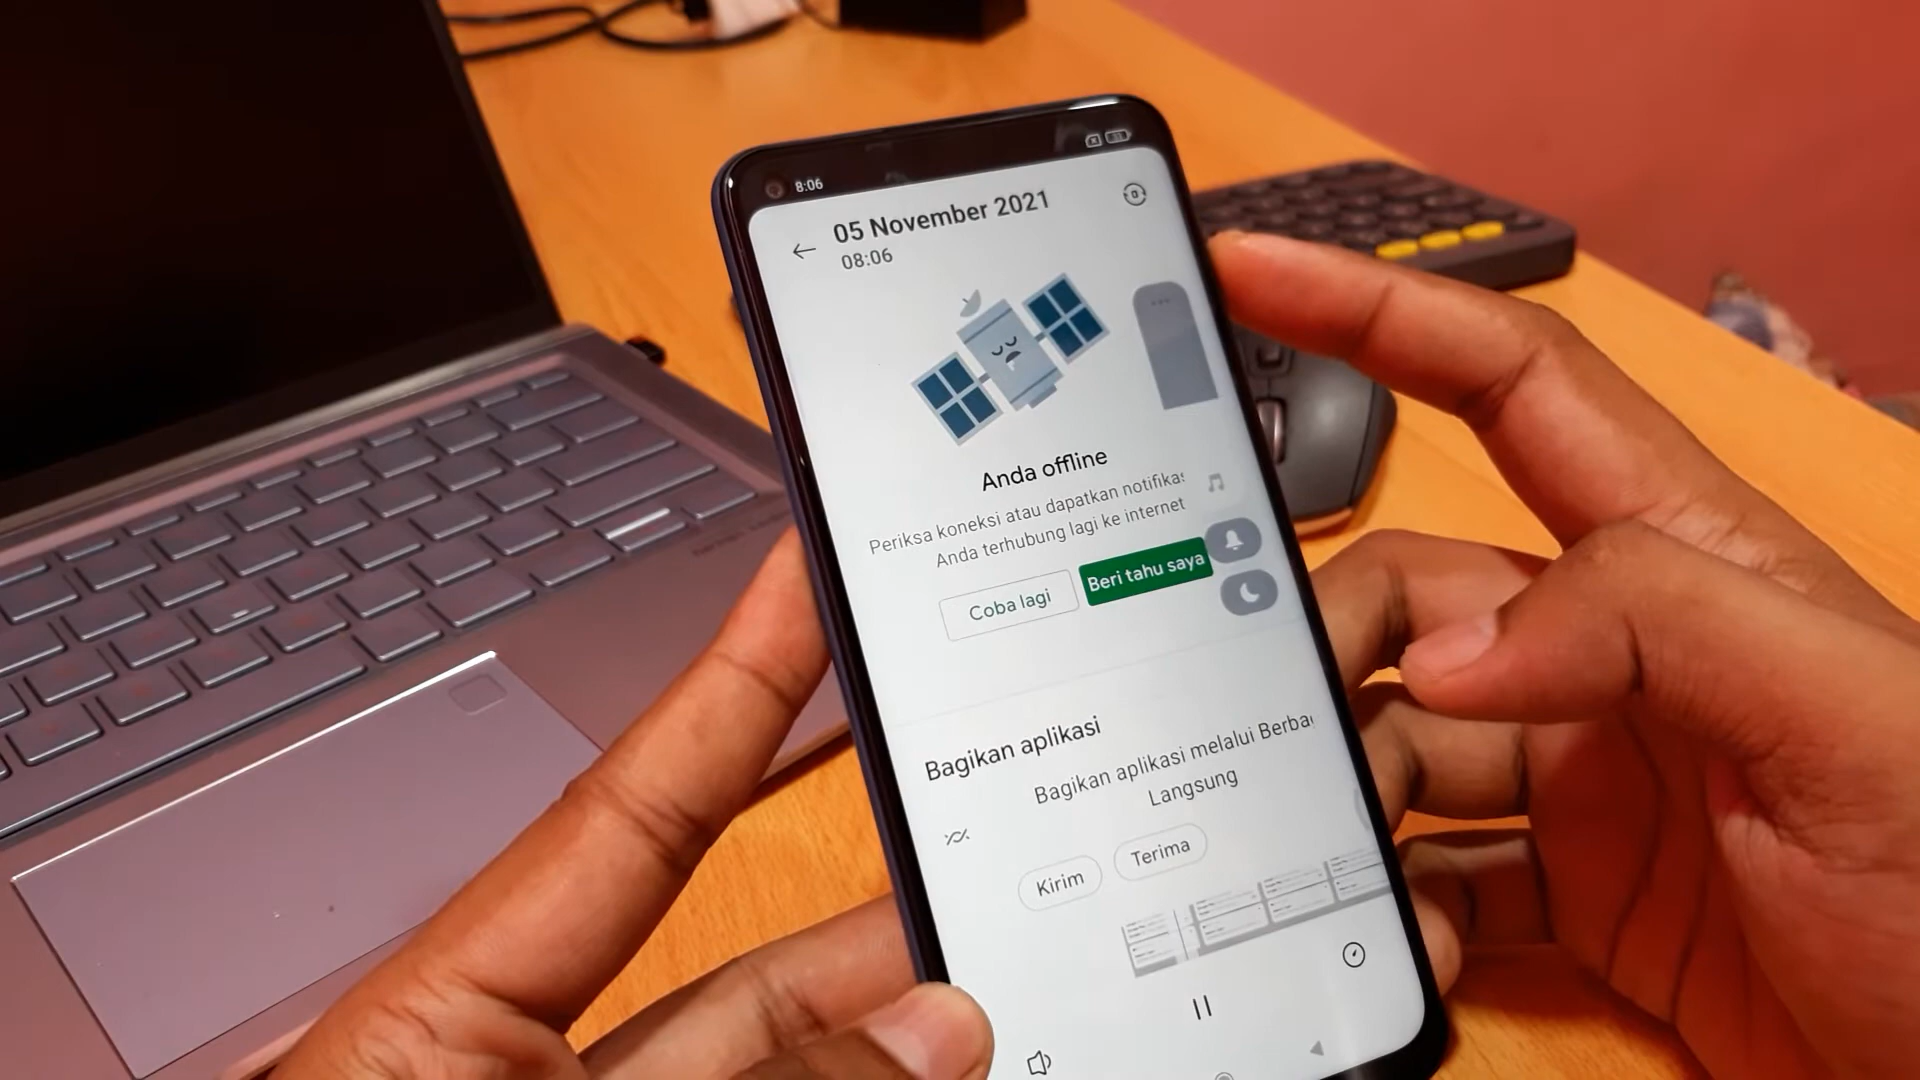 8:06
05 November 2021
08:06
Anda offline
Periksa koneksi atau dapatkan notifikas
Anda terhubung lagi ke internet
Coba lagi
Beri tahu saya
Bagikan aplikasi
Bagikan aplikasi melalui Berbag
Langsung
Kirim
Terima